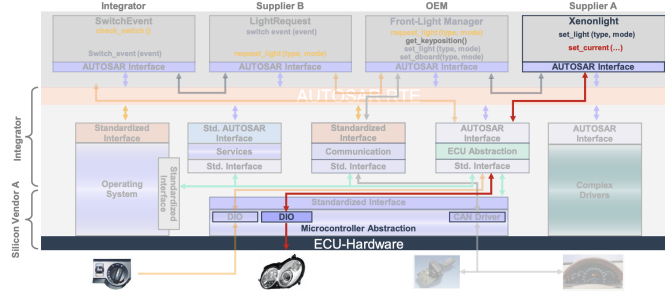 Integrator
Supplier B
OEM
Supplier A
SwitchEvent
check_switch ()
Switch_event (event)
AUTOSAR Interface
LightRequest
switch event (event)
request_light (type, mode)
AUTOSAR Interface
Front-Light Manager
request_light (type, mode)
get_keyposition()
set_light (type, mode)
set_dboard(type, mode)
AUTOSAR Interface
Xenonlight
set_light (type, mode)
set_current (…)
AUTOSAR Interface
AUTOSAR RTE
Integrator
Standardized
Interface
Operating
System
Standardized
Interface
Std. AUTOSAR
Interface
Services
Std. Interface
Standardized
Interface
Communication
Std. Interface
AUTOSAR
Interface
ECU Abstraction
Std. Interface
AUTOSAR
Interface
Complex
Drivers
Silicon Vendor A
Standardized Interface
DIO
DIO
CAN Driver
Microcontroller Abstraction
ECU-Hardware